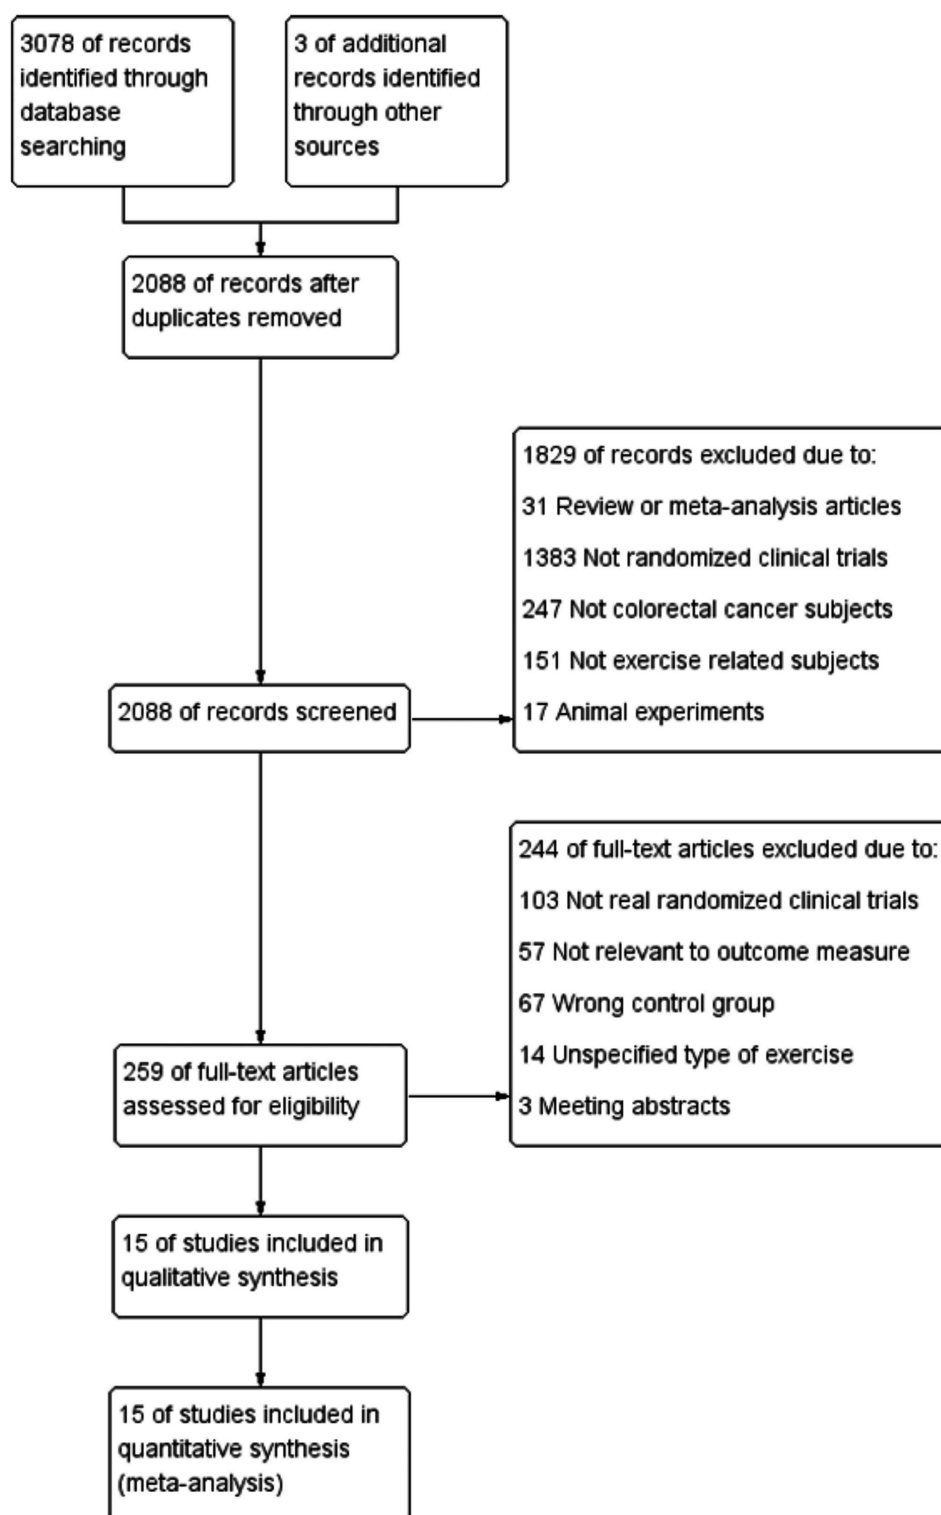 3078 of records
identified through
database
searching
3 of additional
records identified
through other
sources
2088 of records after
duplicates removed
1829 of records excluded due to:
31 Review or meta-analysis articles
1383 Not randomized clinical trials
247 Not colorectal cancer subjects
151 Not exercise related subjects
17 Animal experiments
2088 of records screened
244 of full-text articles excluded due to:
103 Not real randomized clinical trials
57 Not relevant to outcome measure
67 Wrong control group
14 Unspecified type of exercise
3 Meeting abstracts
259 of full-text articles
assessed for eligibility
15 of studies included in
qualitative synthesis
15 of studies included in
quantitative synthesis
(meta-analysis)